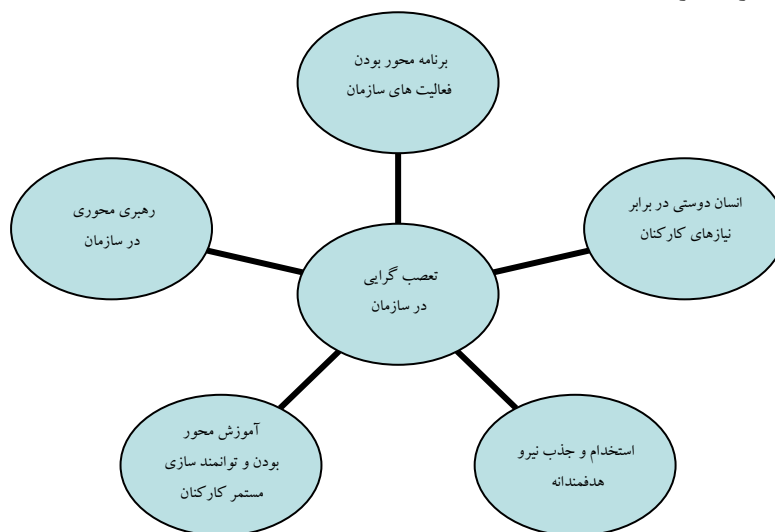 برنامه محور بودن
فعالیت های سازمان
انسان دوستی در برابر
نیازهای کارکنان
رهبری محوری
در سازمان
تعصب گرایی
در سازمان
استخدام و جذب نیرو
هدفمندانه
آموزش محور
بودن و توانمند سازی
مستمر کارکنان